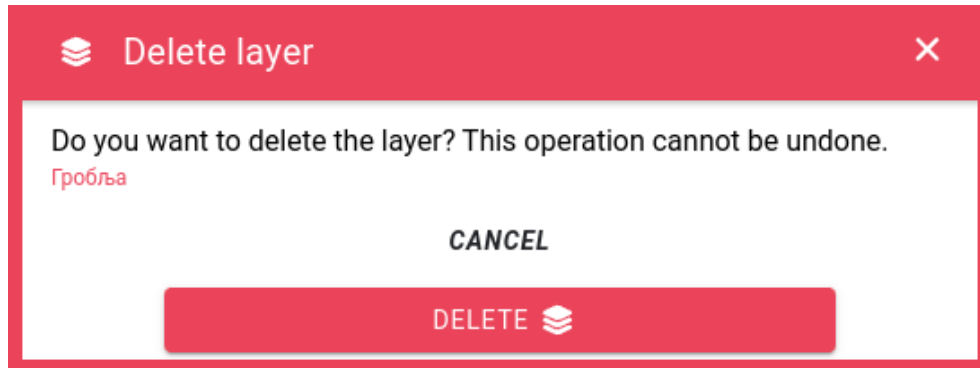 Delete layer
Do you want to delete the layer? This operation cannot be undone.
Гробља
CANCEL
DELETE